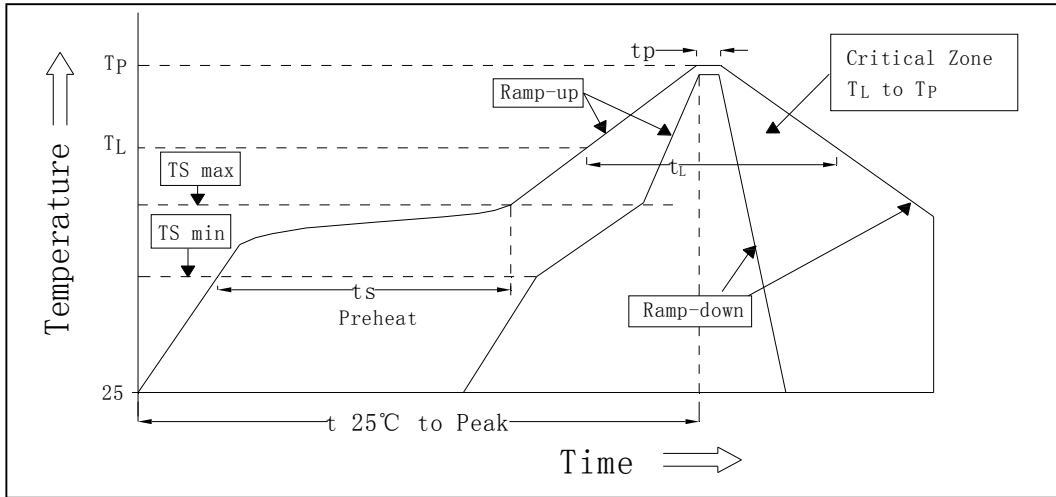 tp
TP
Ramp-up
Critical Zone
TL to TP
TL
TS max
tL
TS min
ts
Preheat
Ramp-down
25
t 25℃ to Peak
Temperature
Time